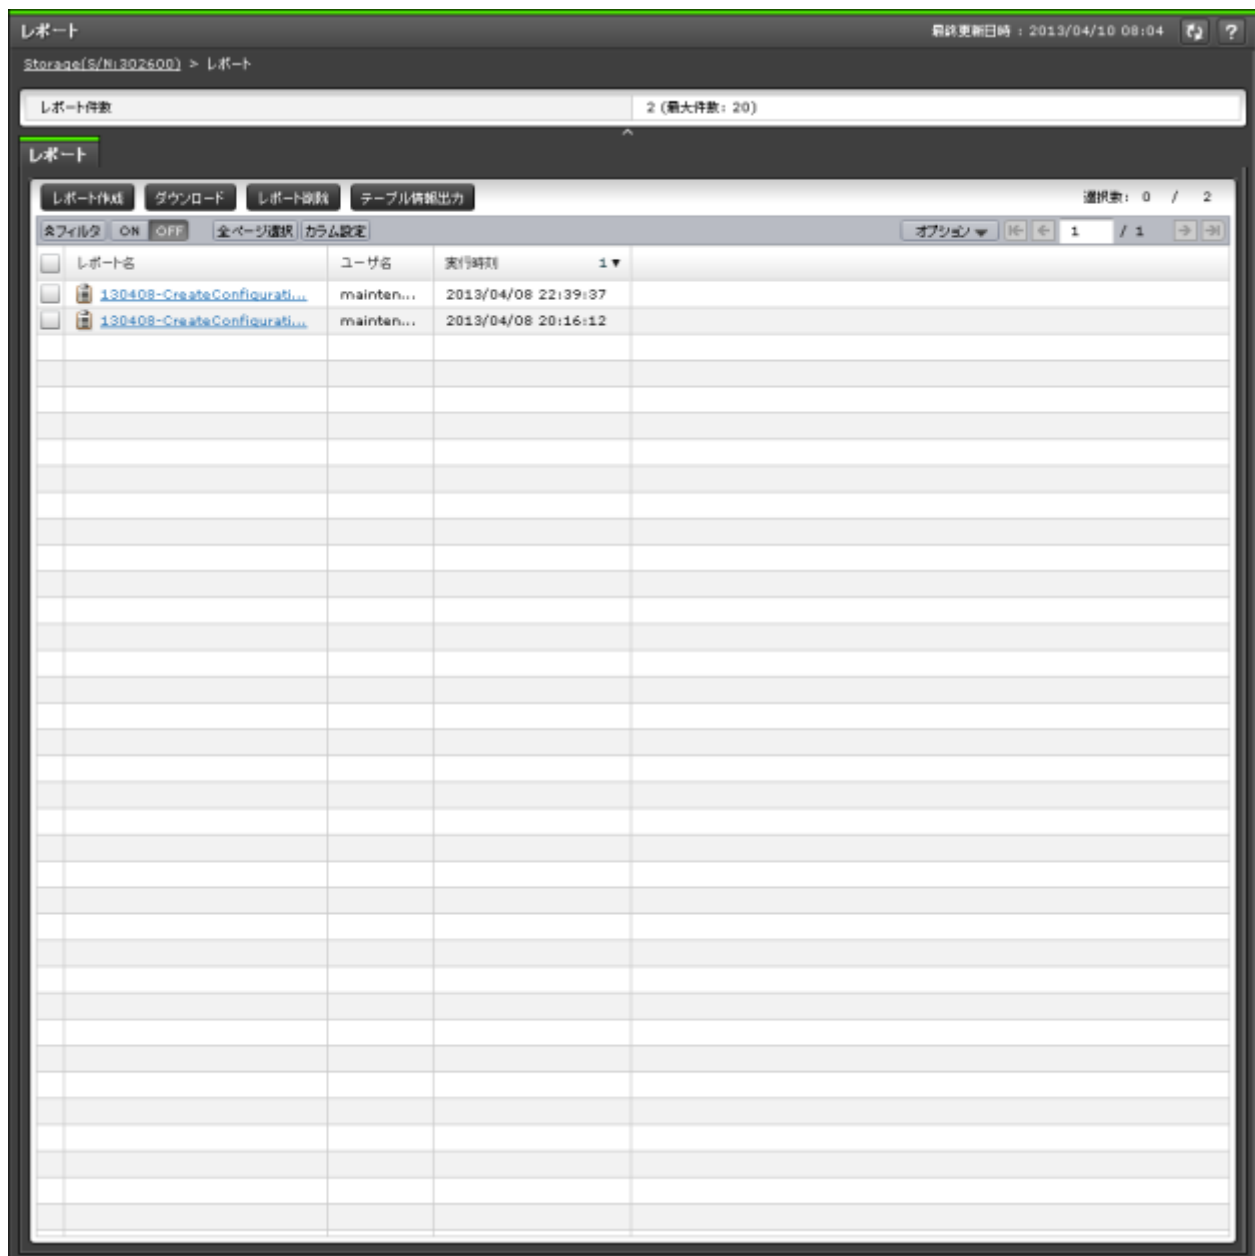 レポート 最終更新日時 : 2013/04/10 08:04 ?
Storage(S/N:302600) > レポート
レポート件数 2 (最大件数: 20)
レポート
レポート作成 ダウンロード レポート削除 テーブル情報出力 選択数: 0 / 2
タフィルタ ON OFF 全ページ選択 カラム設定 オプション 1 / 1
レポート名 ユーザ名 実行時刻 1▼
130408-CreateConfigurati... mainten... 2013/04/08 22:39:37
130408-CreateConfigurati... mainten... 2013/04/08 20:16:12